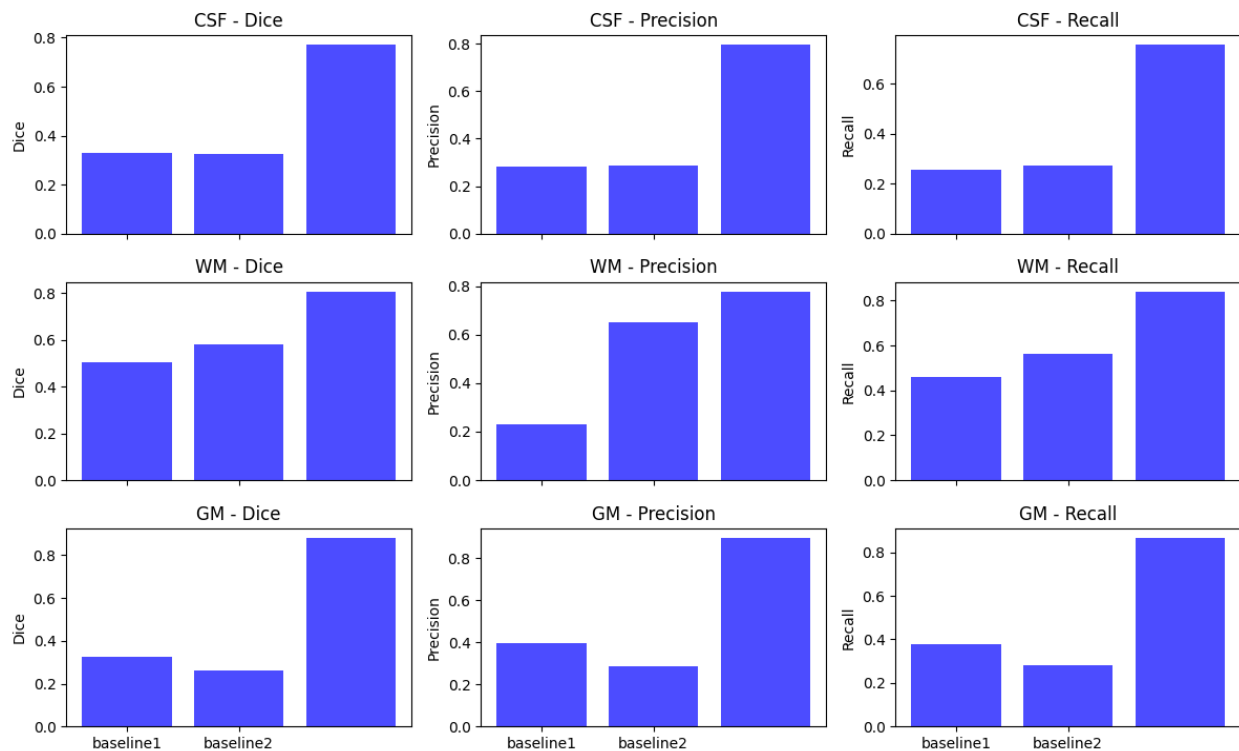 CSF - Dice
CSF - Precision
CSF - Recall
Dice
0.8
0.6
0.4
0.2
0.0
Precision
0.8
0.6
0.4
0.2
0.0
Recall
0.6
0.4
0.2
0.0
WM - Dice
WM - Precision
WM - Recall
Dice
0.8
0.6
0.4
0.2
0.0
Precision
0.8
0.6
0.4
0.2
0.0
Recall
0.8
0.6
0.4
0.2
0.0
GM - Dice
GM - Precision
GM - Recall
Dice
0.8
0.6
0.4
0.2
0.0
Precision
0.8
0.6
0.4
0.2
0.0
Recall
0.8
0.6
0.4
0.2
0.0
baseline1 baseline2
baseline1 baseline2
baseline1 baseline2